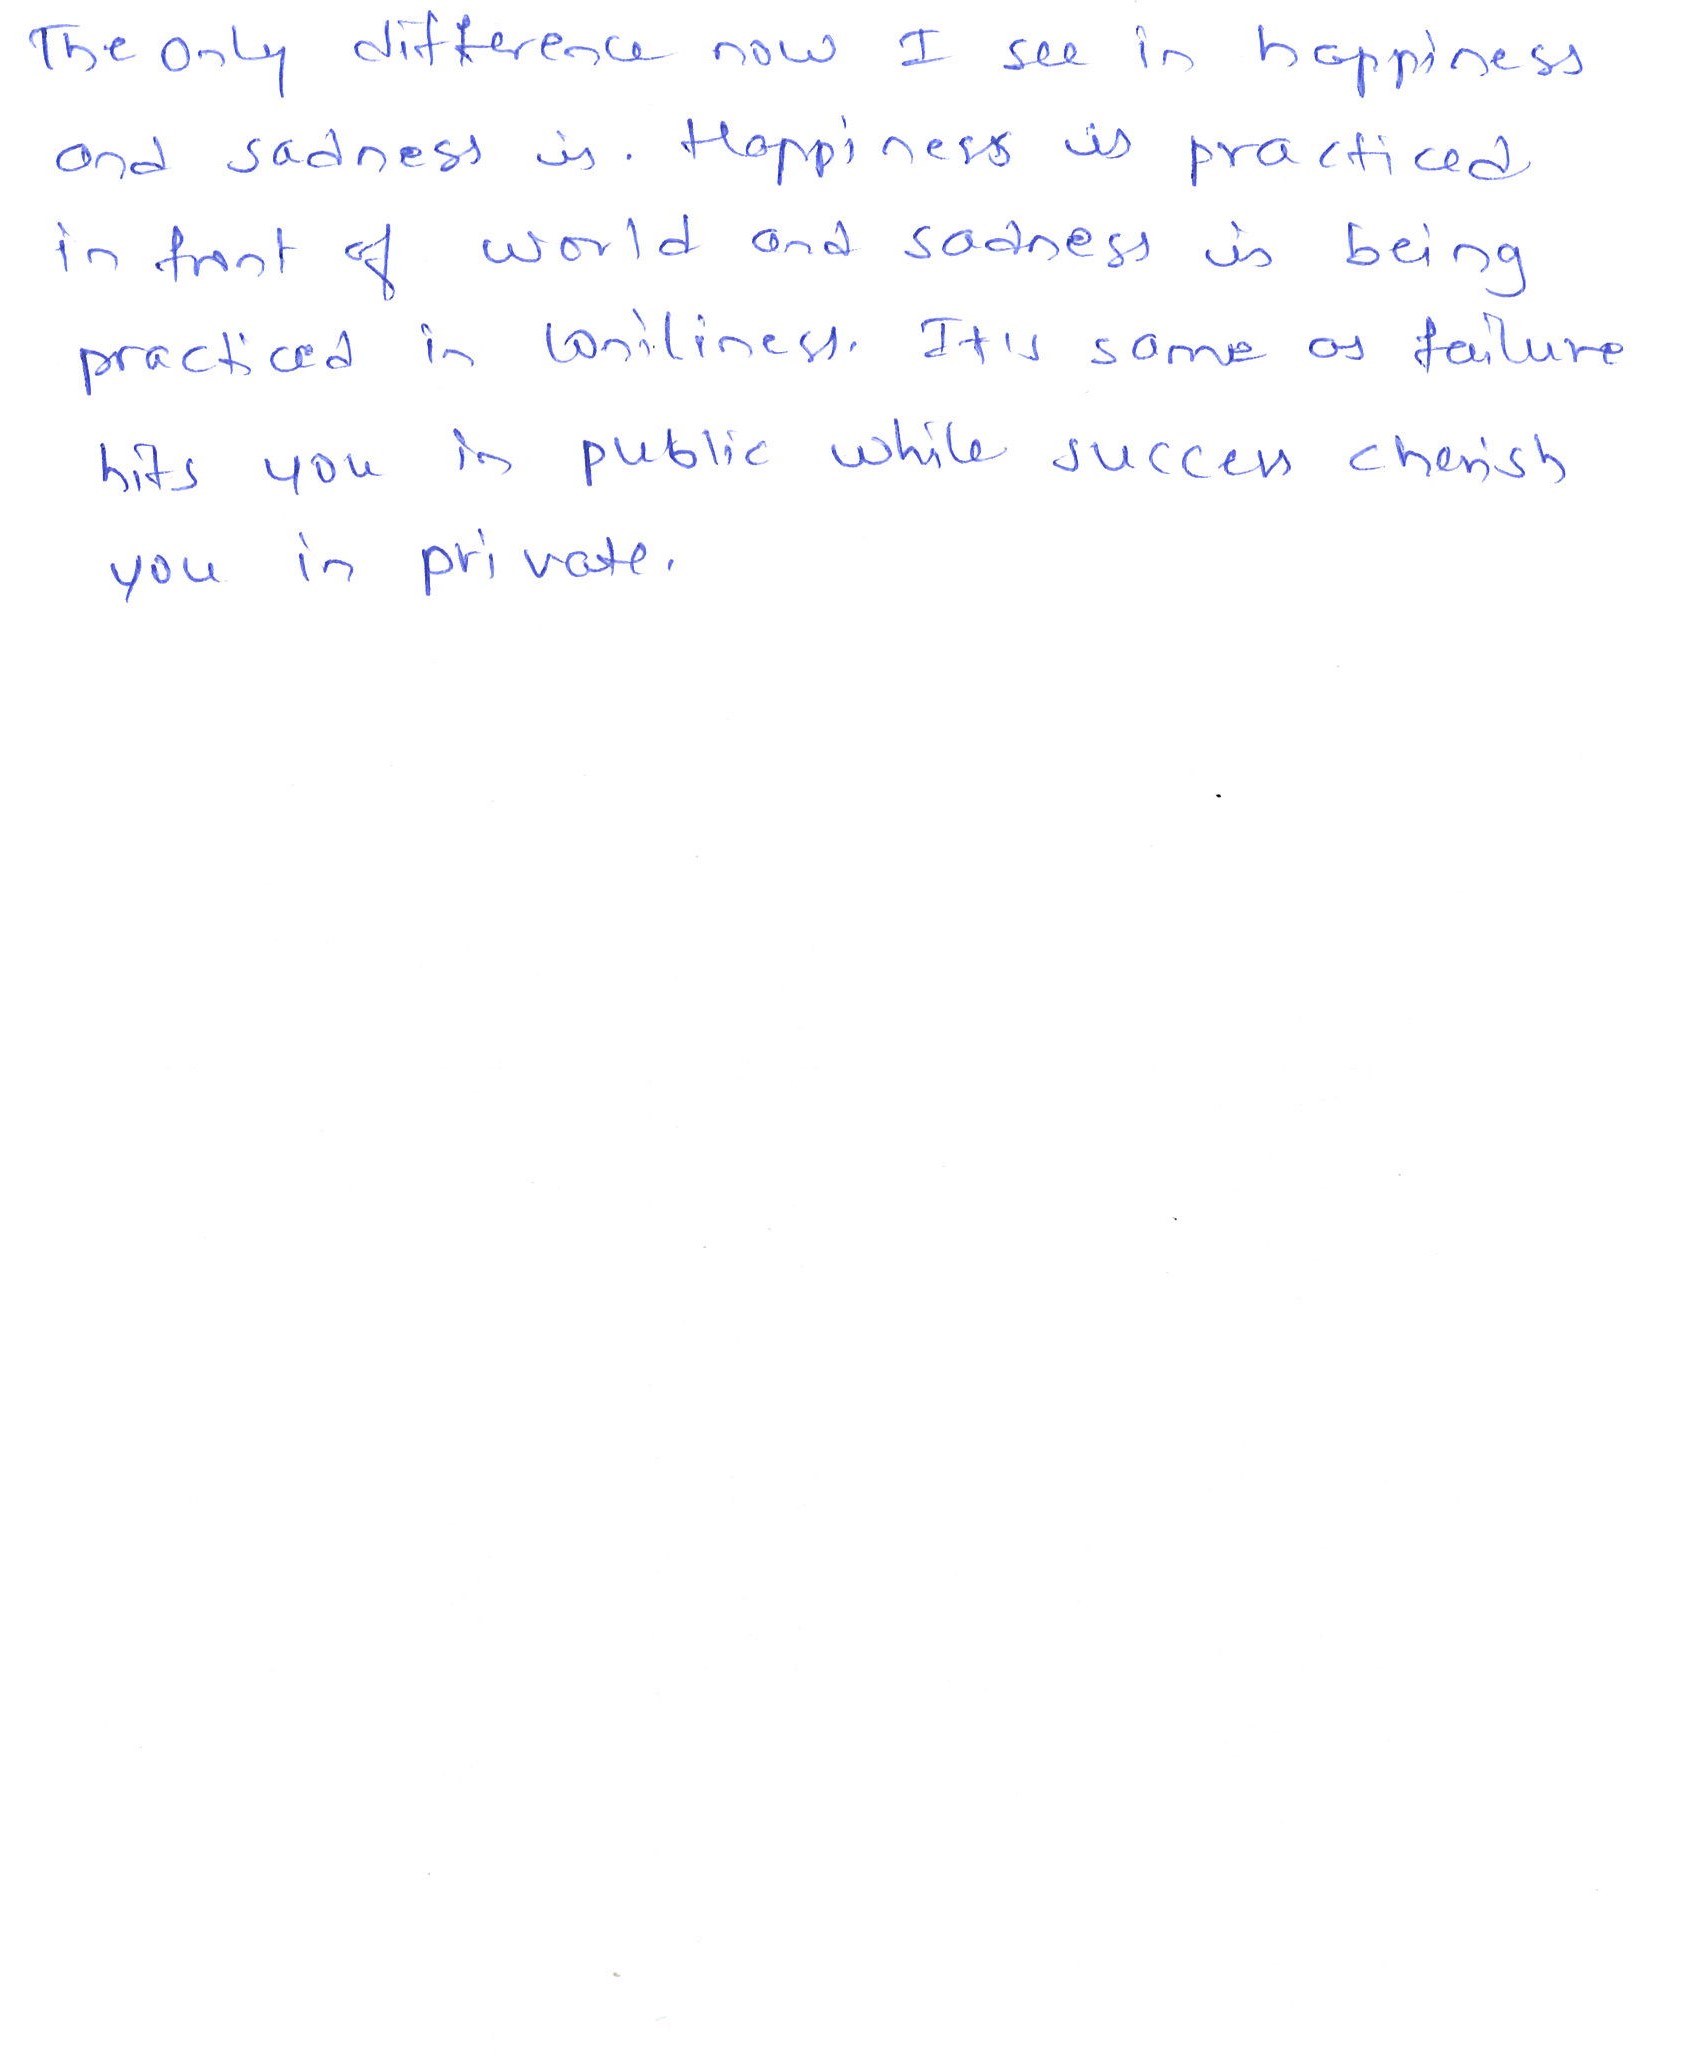 The only difference now I see in happiness
and sadness is. Happiness is practiced
in front of world and sadness is being
practiced in loniliness. It's same as failure
hits you in public while success cherish
you in private.